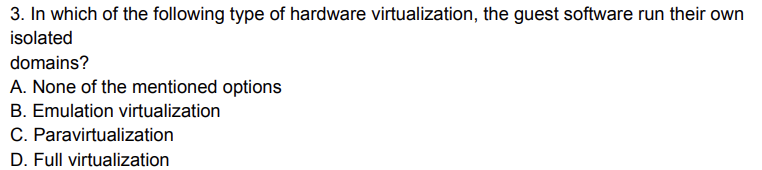 3. In which of the following type of hardware virtualization, the guest software run their own
isolated
domains?
A. None of the mentioned options
B. Emulation virtualization
C. Paravirtualization
D. Full virtualization